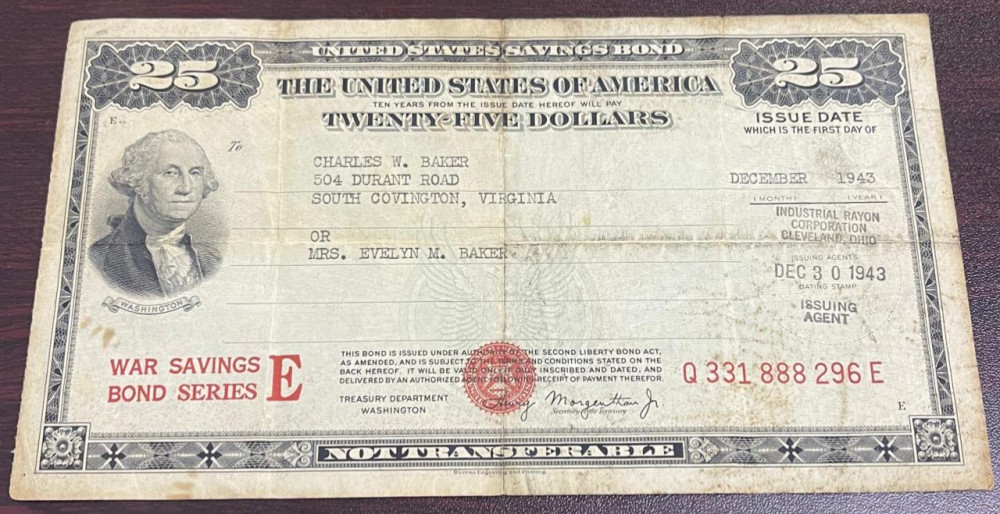 UNITED STATES SAVINGS BOND
25
25
THE UNITED STATES OF AMERICA
TEN YEARS FROM THE ISSUE DATE HEREOF WILL PAY
TWENTY-FIVE DOLLARS
ISSUE DATE
WHICH IS THE FIRST DAY OF
E
To
CHARLES W. BAKER
504 DURANT ROAD
SOUTH COVINGTON, VIRGINIA
OR
MRS. EVELYN M. BAKER
DECEMBER 1943
(MONTH) (YEAR)
INDUSTRIAL RAYON
CORPORATION
CLEVELAND, OHIO
ISSUING AGENT'S
DEC 30 1943
DATING STAMP
ISSUING
AGENT
WASHINGTON
WAR SAVINGS
BOND SERIES E
THIS BOND IS ISSUED UNDER AUTHORITY OF THE SECOND LIBERTY BOND ACT,
AS AMENDED, AND IS SUBJECT TO THE TERMS AND CONDITIONS STATED ON THE
BACK HEREOF. IT WILL BE VALID ONLY IF DULY INSCRIBED AND DATED, AND
DELIVERED BY AN AUTHORIZED AGENT FOLLOWING RECEIPT OF PAYMENT THEREFOR.
TREASURY DEPARTMENT
WASHINGTON
Henry Morgenthau Jr
Secretary of the Treasury
Q 331 888 296 E
E
NOT TRANSFERABLE